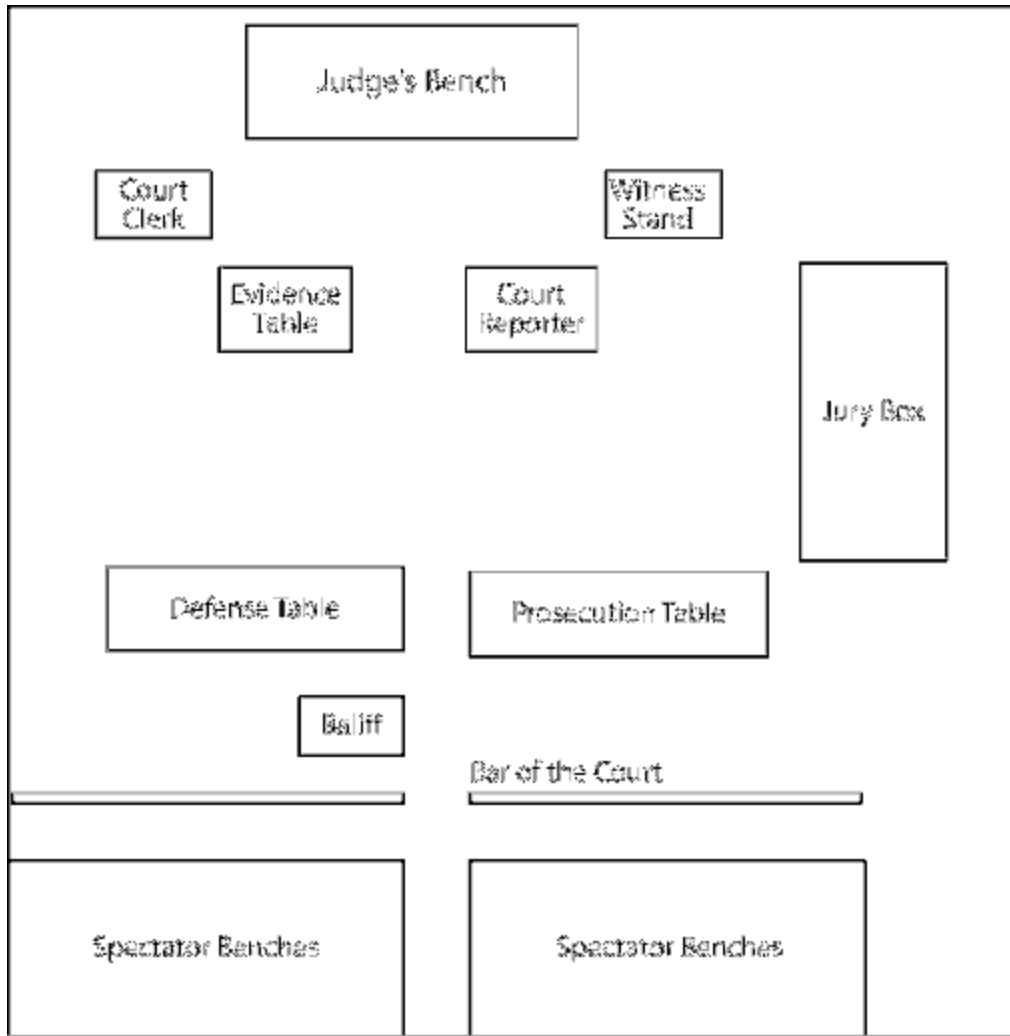 Judge's Bench
Court
Clerk
Witness
Stand
Evidence
Table
Court
Reporter
Jury Box
Defense Table
Prosecution Table
Baliff
Bar of the Court
Spectator Benches
Spectator Benches